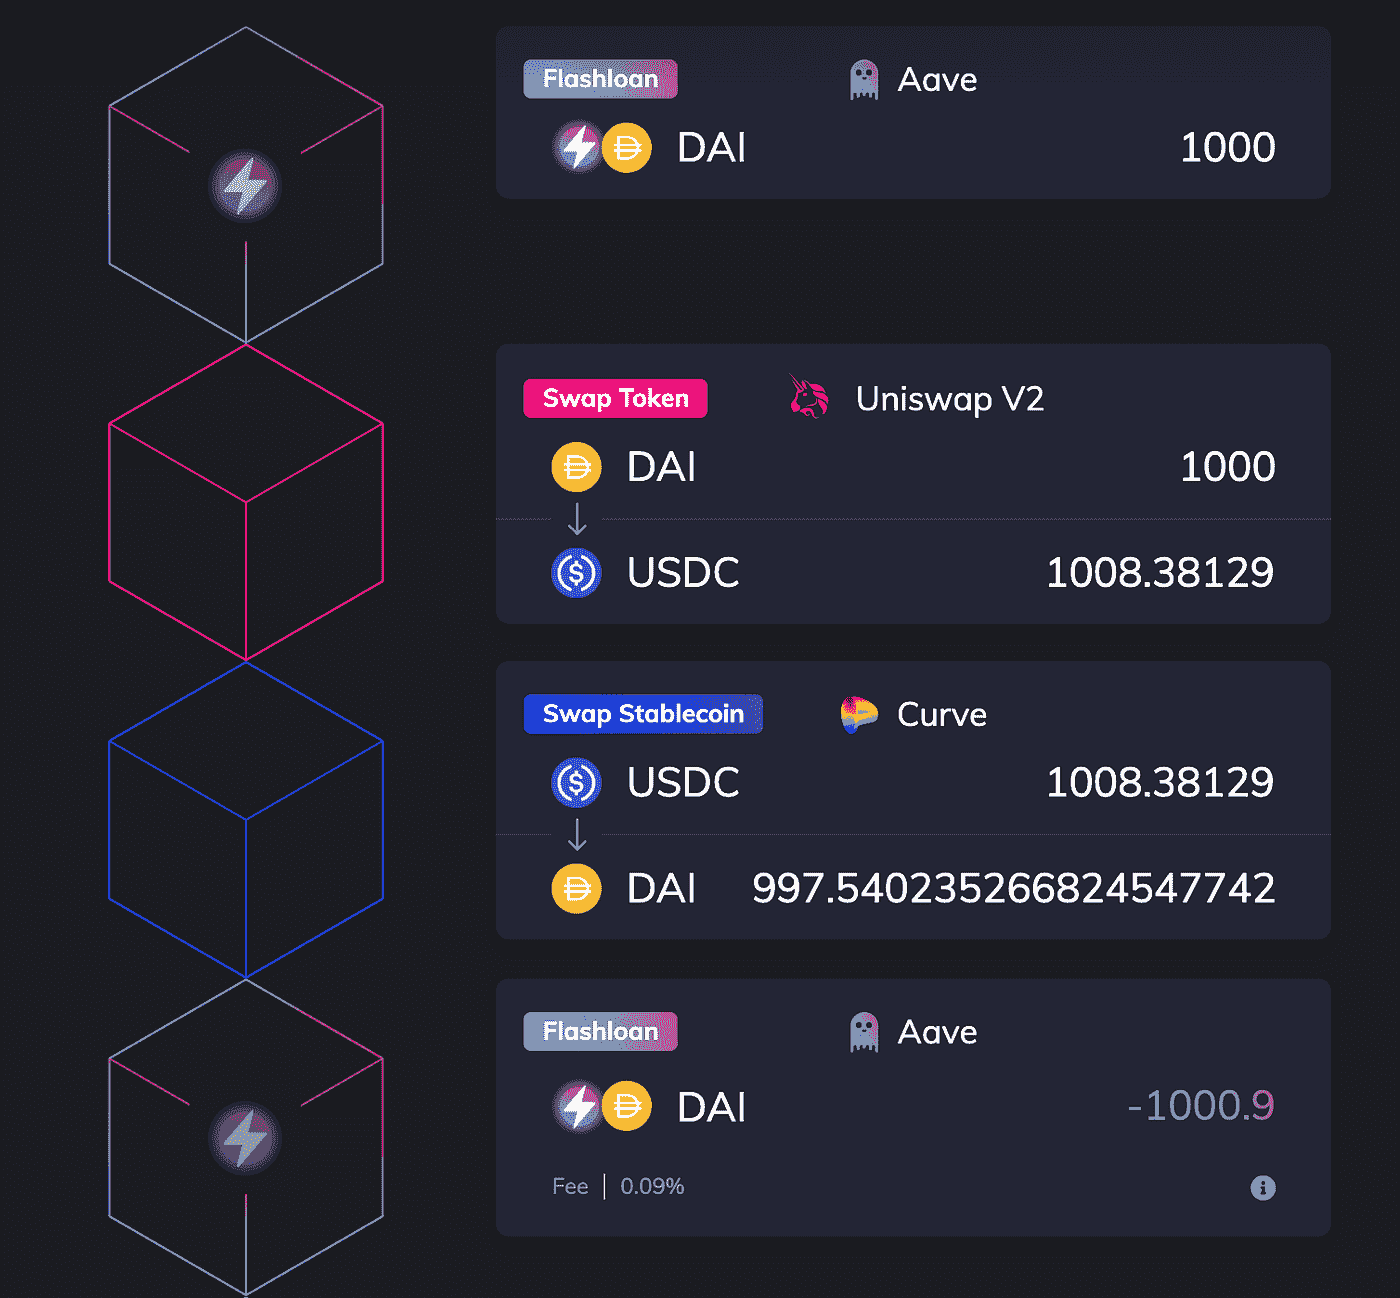 Flashloan Aave
DAI 1000
Swap Token Uniswap V2
DAI 1000
USDC 1008.38129
Swap Stablecoin Curve
USDC 1008.38129
DAI 997.540235266824547742
Flashloan Aave
DAI -1000.9
Fee | 0.09%